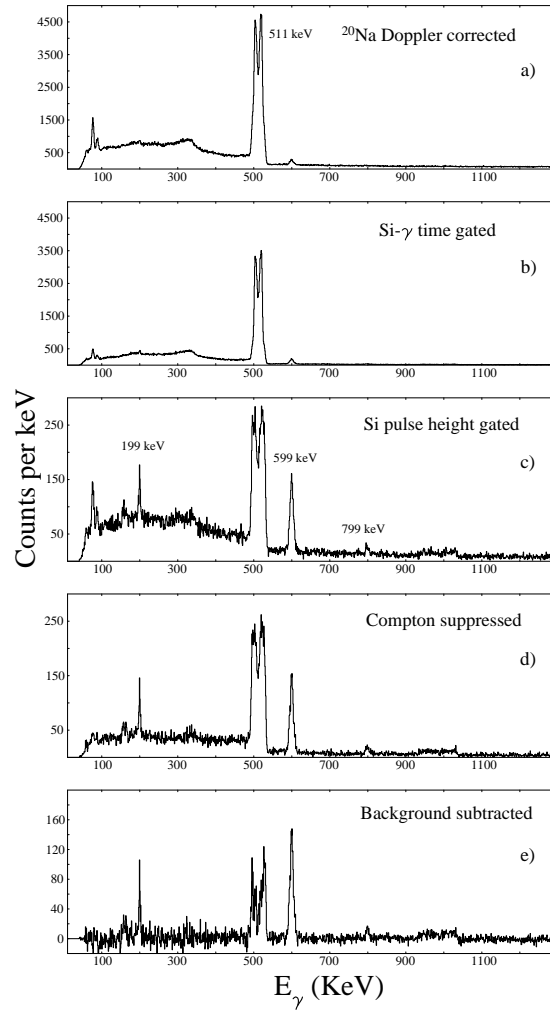 4500
3500
2500
1500
500
511 keV
²⁰Na Doppler corrected
a)
100 300 500 700 900 1100
4500
3500
2500
1500
500
Si-γ time gated
b)
100 300 500 700 900 1100
Counts per keV
250
150
50
199 keV
599 keV
799 keV
Si pulse height gated
c)
100 300 500 700 900 1100
250
150
50
Compton suppressed
d)
100 300 500 700 900 1100
160
120
80
40
0
Background subtracted
e)
100 300 500 700 900 1100
E_γ (KeV)